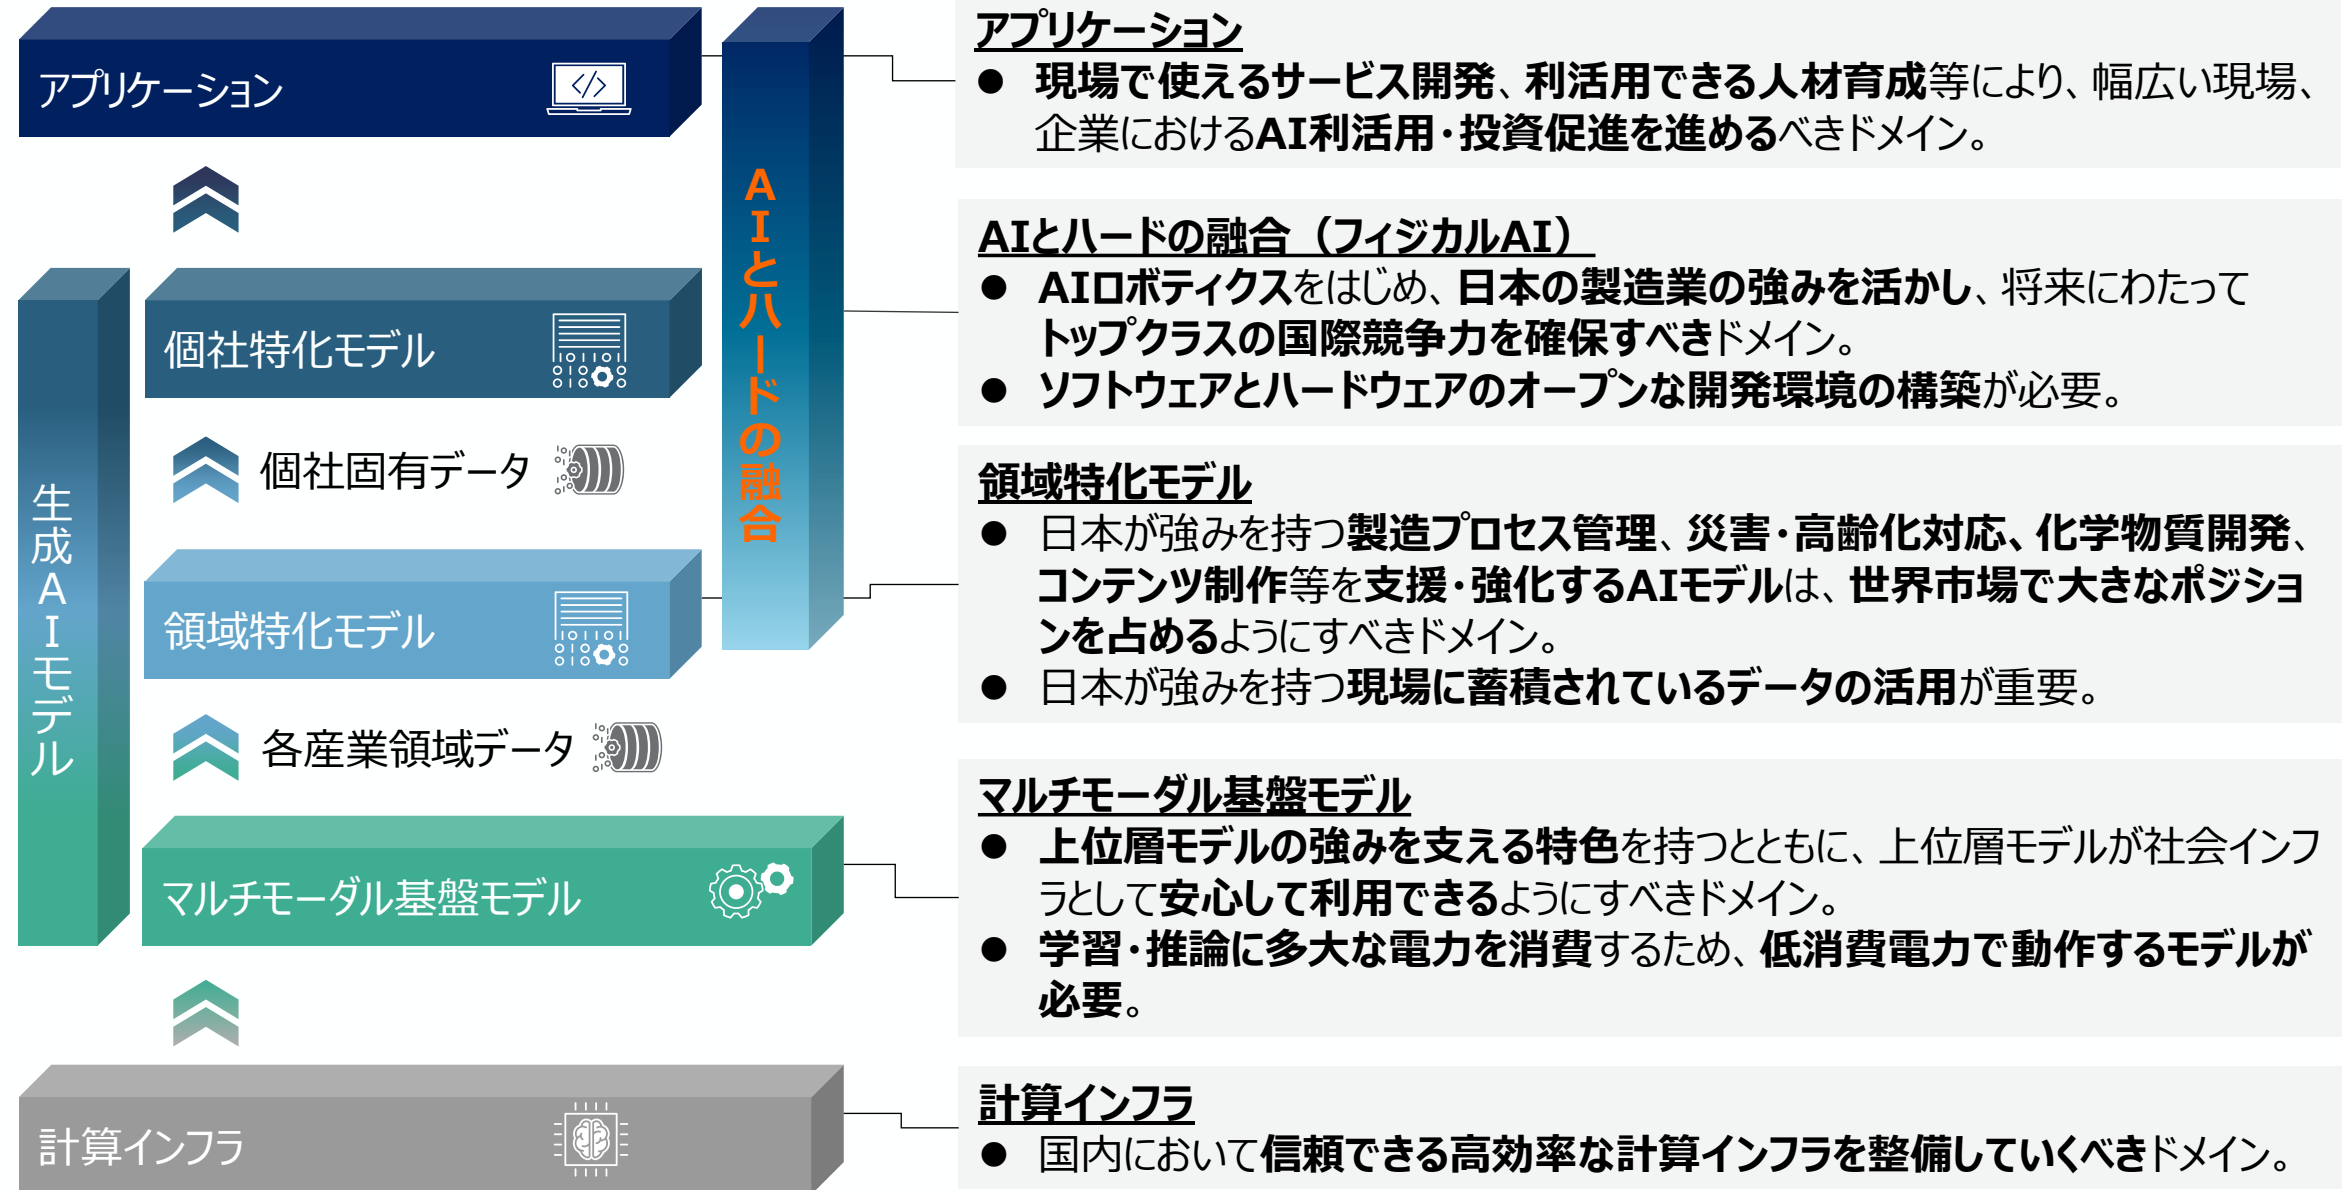 アプリケーション
個社特化モデル
個社固有データ
領域特化モデル
各産業領域データ
マルチモーダル基盤モデル
計算インフラ
生成AIモデル
AIとハードの融合
アプリケーション
● 現場で使えるサービス開発、利活用できる人材育成等により、幅広い現場、
企業におけるAI利活用・投資促進を進めるべきドメイン。
AIとハードの融合（フィジカルAI）
● AIロボティクスをはじめ、日本の製造業の強みを活かし、将来にわたって
トップクラスの国際競争力を確保すべきドメイン。
● ソフトウェアとハードウェアのオープンな開発環境の構築が必要。
領域特化モデル
● 日本が強みを持つ製造プロセス管理、災害・高齢化対応、化学物質開発、
コンテンツ制作等を支援・強化するAIモデルは、世界市場で大きなポジショ
ンを占めるようにすべきドメイン。
● 日本が強みを持つ現場に蓄積されているデータの活用が重要。
マルチモーダル基盤モデル
● 上位層モデルの強みを支える特色を持つとともに、上位層モデルが社会インフ
ラとして安心して利用できるようにすべきドメイン。
● 学習・推論に多大な電力を消費するため、低消費電力で動作するモデルが
必要。
計算インフラ
● 国内において信頼できる高効率な計算インフラを整備していくべきドメイン。